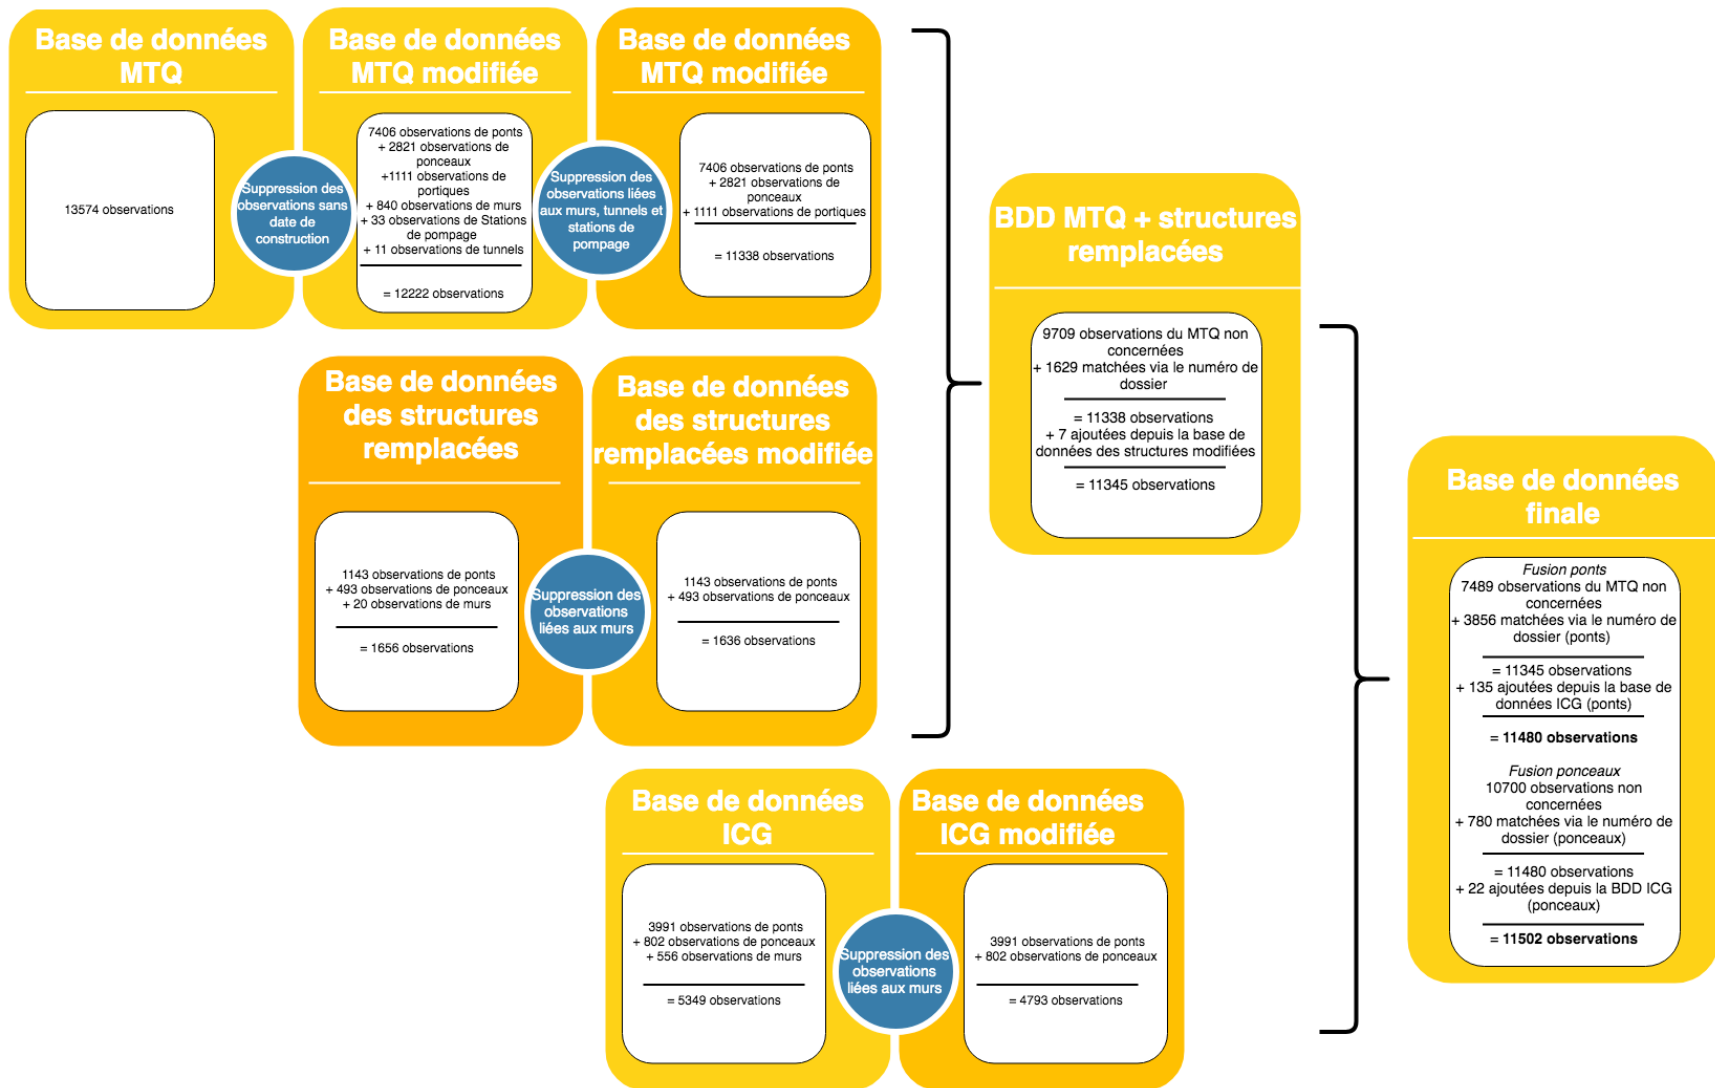 Base de données
MTQ
13574 observations
Suppression des
observations sans
date de
construction
Base de données
MTQ modifiée
7406 observations de ponts
+ 2821 observations de
ponceaux
+1111 observations de
portiques
+ 840 observations de murs
+ 33 observations de Stations
de pompage
+ 11 observations de tunnels
= 12222 observations
Suppression des
observations liées
aux murs, tunnels et
stations de pompage
Base de données
MTQ modifiée
7406 observations de ponts
+ 2821 observations de
ponceaux
+ 1111 observations de portiques
= 11338 observations
Base de données
des structures
remplacées
1143 observations de ponts
+ 493 observations de ponceaux
+ 20 observations de murs
= 1656 observations
Suppression des
observations
liées aux murs
Base de données
des structures
remplacées modifiée
1143 observations de ponts
+ 493 observations de ponceaux
= 1636 observations
BDD MTQ + structures
remplacées
9709 observations du MTQ non
concernées
+ 1629 matchées via le numéro de
dossier
= 11338 observations
+ 7 ajoutées depuis la base de
données des structures modifiées
= 11345 observations
Base de données
ICG
3991 observations de ponts
+ 802 observations de ponceaux
+ 556 observations de murs
= 5349 observations
Suppression des
observations
liées aux murs
Base de données
ICG modifiée
3991 observations de ponts
+ 802 observations de ponceaux
= 4793 observations
Base de données
finale
Fusion ponts
7489 observations du MTQ non
concernées
+ 3856 matchées via le numéro de
dossier (ponts)
= 11345 observations
+ 135 ajoutées depuis la base de
données ICG (ponts)
= 11480 observations
Fusion ponceaux
10700 observations non
concernées
+ 780 matchées via le numéro de
dossier (ponceaux)
= 11480 observations
+ 22 ajoutées depuis la BDD ICG
(ponceaux)
= 11502 observations